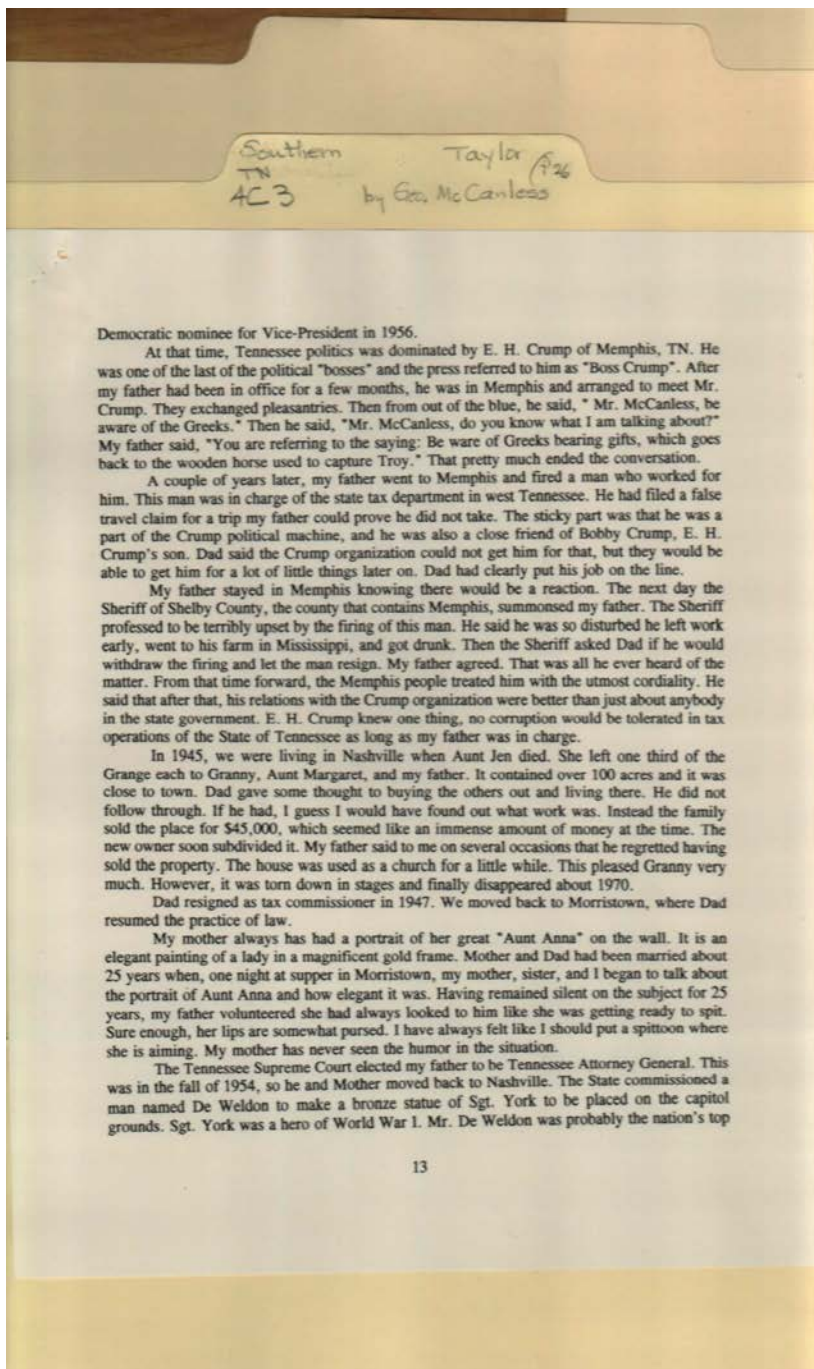 Southern Taylor (P26
TN
4C3 by Geo. McCanless
Democratic nominee for Vice-President in 1956.
At that time, Tennessee politics was dominated by E. H. Crump of Memphis, TN. He
was one of the last of the political "bosses" and the press referred to him as "Boss Crump". After
my father had been in office for a few months, he was in Memphis and arranged to meet Mr.
Crump. They exchanged pleasantries. Then from out of the blue, he said, " Mr. McCanless, be
aware of the Greeks." Then he said, "Mr. McCanless, do you know what I am talking about?"
My father said, "You are referring to the saying: Be ware of Greeks bearing gifts, which goes
back to the wooden horse used to capture Troy." That pretty much ended the conversation.
A couple of years later, my father went to Memphis and fired a man who worked for
him. This man was in charge of the state tax department in west Tennessee. He had filed a false
travel claim for a trip my father could prove he did not take. The sticky part was that he was a
part of the Crump political machine, and he was also a close friend of Bobby Crump, E. H.
Crump's son. Dad said the Crump organization could not get him for that, but they would be
able to get him for a lot of little things later on. Dad had clearly put his job on the line.
My father stayed in Memphis knowing there would be a reaction. The next day the
Sheriff of Shelby County, the county that contains Memphis, summonsed my father. The Sheriff
professed to be terribly upset by the firing of this man. He said he was so disturbed he left work
early, went to his farm in Mississippi, and got drunk. Then the Sheriff asked Dad if he would
withdraw the firing and let the man resign. My father agreed. That was all he ever heard of the
matter. From that time forward, the Memphis people treated him with the utmost cordiality. He
said that after that, his relations with the Crump organization were better than just about anybody
in the state government. E. H. Crump knew one thing, no corruption would be tolerated in tax
operations of the State of Tennessee as long as my father was in charge.
In 1945, we were living in Nashville when Aunt Jen died. She left one third of the
Grange each to Granny, Aunt Margaret, and my father. It contained over 100 acres and it was
close to town. Dad gave some thought to buying the others out and living there. He did not
follow through. If he had, I guess I would have found out what work was. Instead the family
sold the place for $45,000, which seemed like an immense amount of money at the time. The
new owner soon subdivided it. My father said to me on several occasions that he regretted having
sold the property. The house was used as a church for a little while. This pleased Granny very
much. However, it was torn down in stages and finally disappeared about 1970.
Dad resigned as tax commissioner in 1947. We moved back to Morristown, where Dad
resumed the practice of law.
My mother always has had a portrait of her great "Aunt Anna" on the wall. It is an
elegant painting of a lady in a magnificent gold frame. Mother and Dad had been married about
25 years when, one night at supper in Morristown, my mother, sister, and I began to talk about
the portrait of Aunt Anna and how elegant it was. Having remained silent on the subject for 25
years, my father volunteered she had always looked to him like she was getting ready to spit.
Sure enough, her lips are somewhat pursed. I have always felt like I should put a spittoon where
she is aiming. My mother has never seen the humor in the situation.
The Tennessee Supreme Court elected my father to be Tennessee Attorney General. This
was in the fall of 1954, so he and Mother moved back to Nashville. The State commissioned a
man named De Weldon to make a bronze statue of Sgt. York to be placed on the capitol
grounds. Sgt. York was a hero of World War I. Mr. De Weldon was probably the nation's top
13